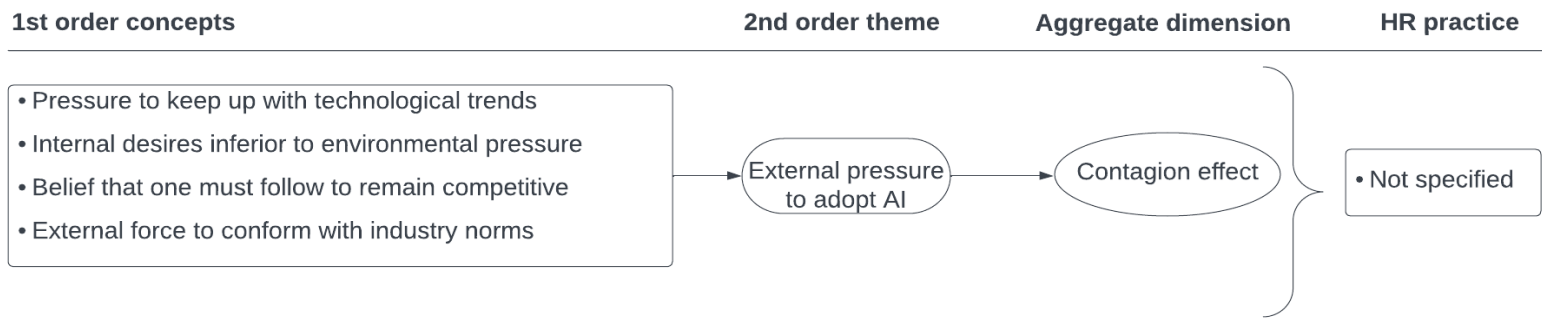 1st order concepts
2nd order theme
Aggregate dimension
HR practice
• Pressure to keep up with technological trends
• Internal desires inferior to environmental pressure
• Belief that one must follow to remain competitive
• External force to conform with industry norms
External pressure
to adopt AI
Contagion effect
• Not specified